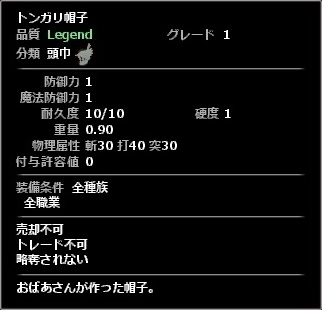 トンガリ帽子
品質 Legend グレード 1
分類 頭巾
防御力 1
魔法防御力 1
耐久度 10/10 硬度 1
重量 0.90
物理属性 斬30 打40 突30
付与許容値 0
装備条件 全種族
全職業
売却不可
トレード不可
略奪されない
おばあさんが作った帽子。